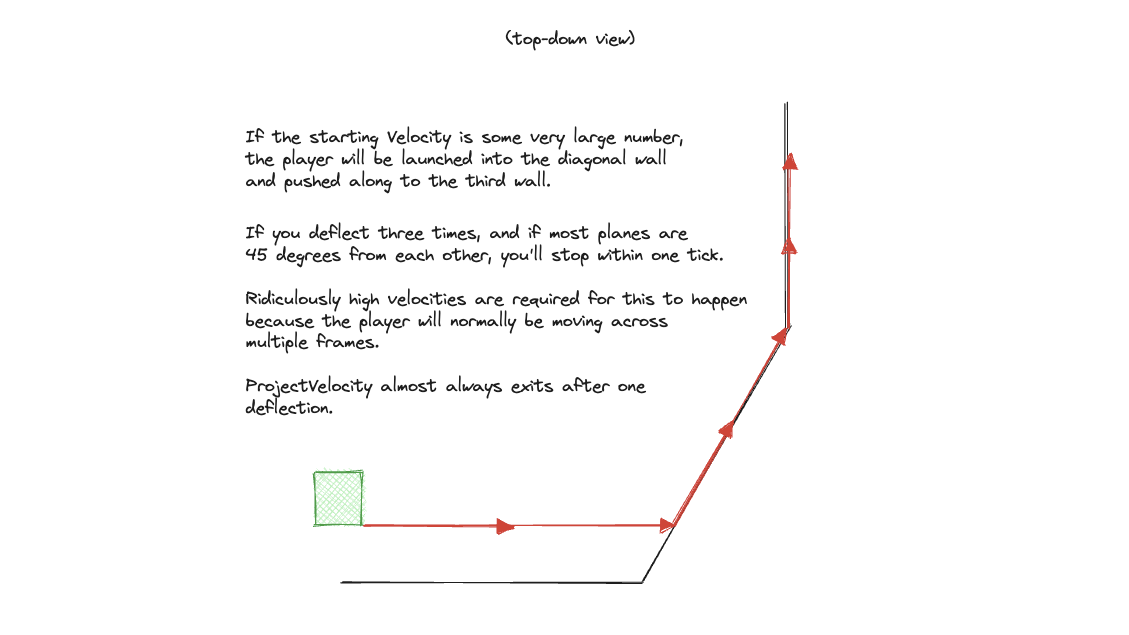 (top-down view)
If the starting Velocity is some very large number,
the player will be launched into the diagonal wall
and pushed along to the third wall.
If you deflect three times, and if most planes are
45 degrees from each other, you'll stop within one tick.
Ridiculously high velocities are required for this to happen
because the player will normally be moving across
multiple frames.
ProjectVelocity almost always exits after one
deflection.